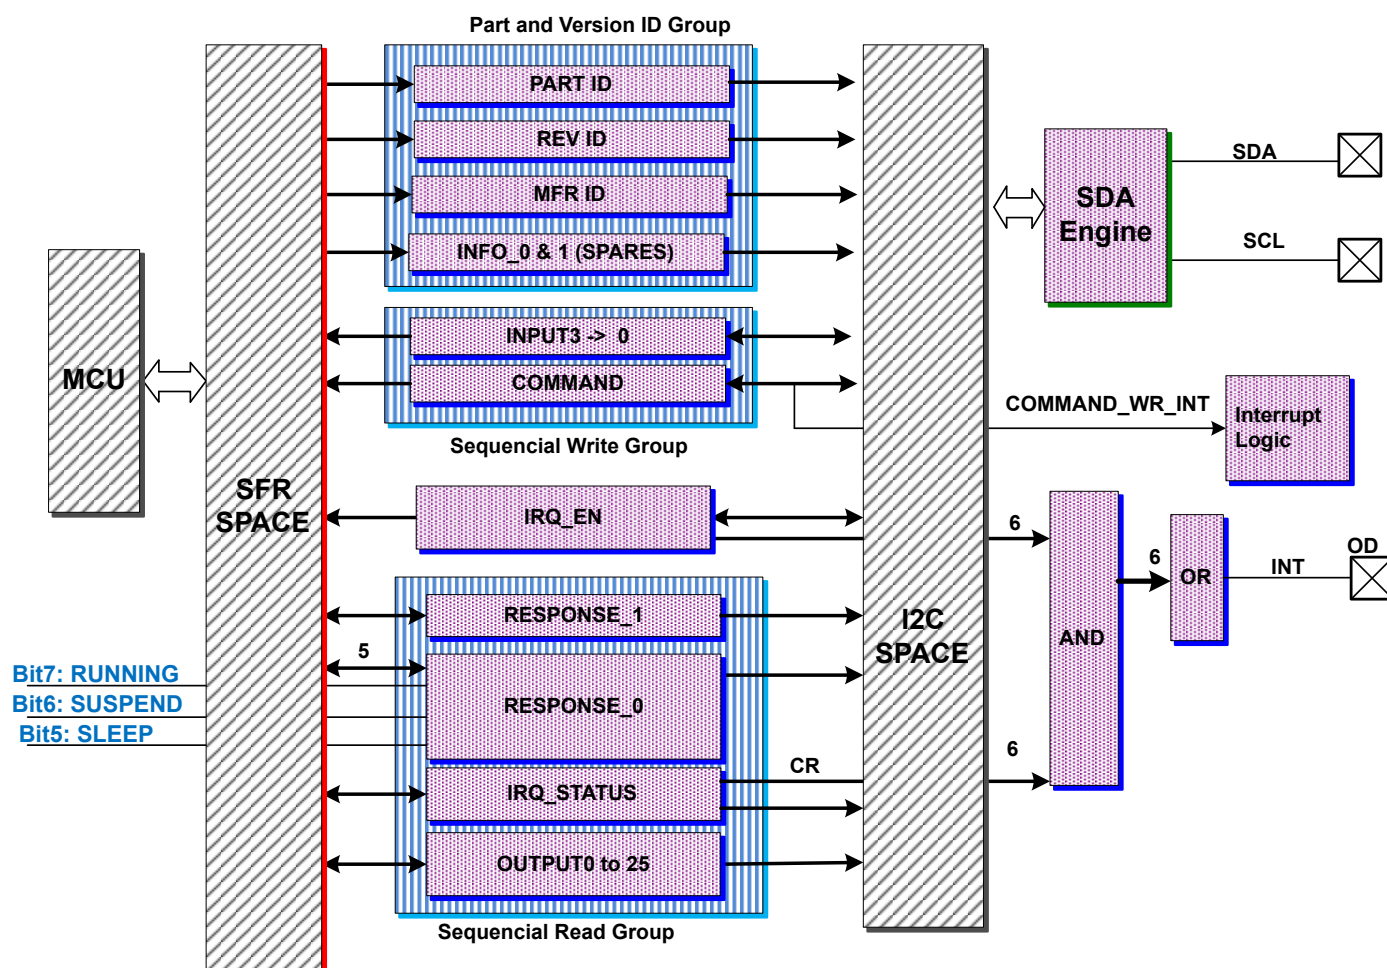 Part and Version ID Group
PART ID
REV ID
MFR ID
INFO_0 & 1 (SPARES)
INPUT3 -> 0
COMMAND
Sequencial Write Group
MCU
SFR
SPACE
IRQ_EN
RESPONSE_1
5
RESPONSE_0
Bit7: RUNNING
Bit6: SUSPEND
Bit5: SLEEP
IRQ_STATUS
CR
OUTPUT0 to 25
Sequencial Read Group
I2C
SPACE
SDA
Engine
SDA
SCL
COMMAND_WR_INT
Interrupt
Logic
6
6
AND
6
OR
INT
OD